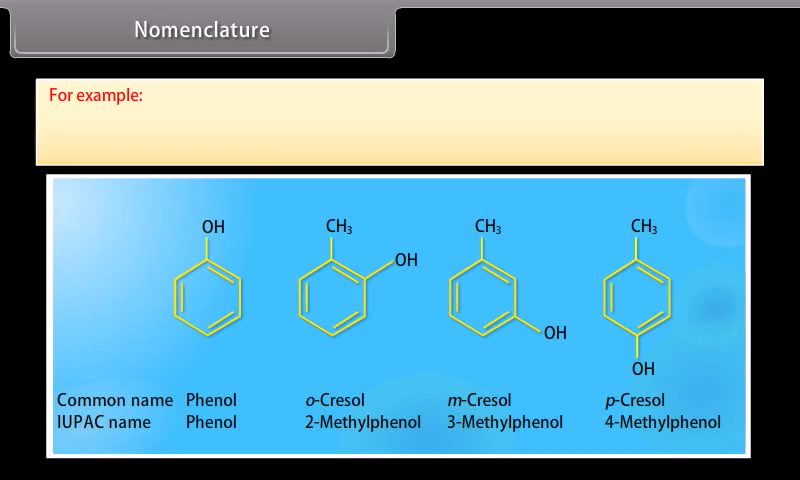 Nomenclature
For example:
OH CH₃ CH₃ CH₃
OH
OH
OH
Common name Phenol o-Cresol m-Cresol p-Cresol
IUPAC name Phenol 2-Methylphenol 3-Methylphenol 4-Methylphenol